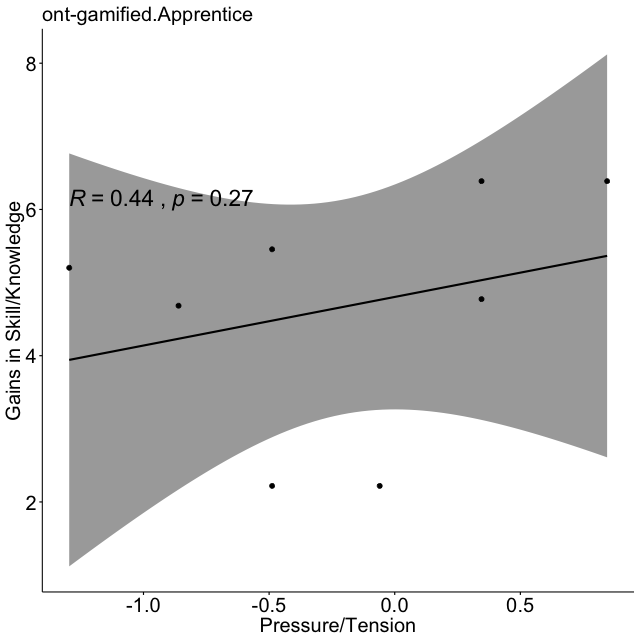 ont-gamified.Apprentice
8
6
4
2
R = 0.44 , p = 0.27
Gains in Skill/Knowledge
-1.0 -0.5 0.0 0.5
Pressure/Tension